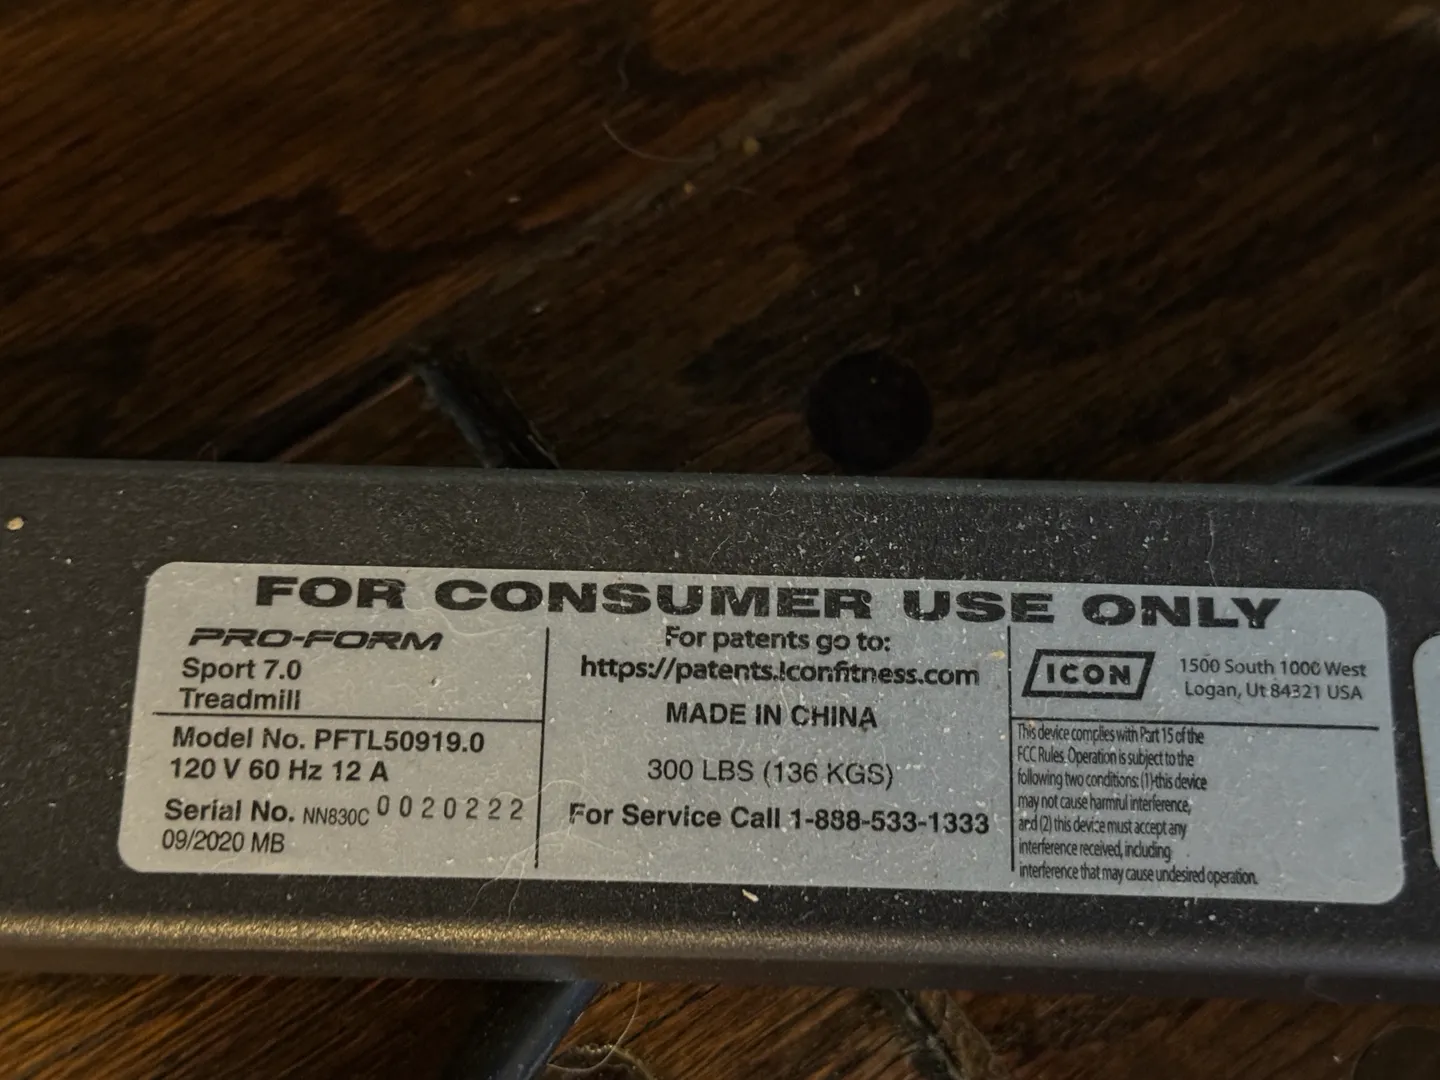 FOR CONSUMER USE ONLY
PRO-FORM
Sport 7.0
Treadmill
Model No. PFTL50919.0
120 V 60 Hz 12 A
Serial No. NN830C 0020222
09/2020 MB
For patents go to:
https://patents.Iconfitness.com
MADE IN CHINA
300 LBS (136 KGS)
For Service Call 1-888-533-1333
ICON
1500 South 1000 West
Logan, Ut 84321 USA
This device complies with Part 15 of the
FCC Rules. Operation is subject to the
following two conditions: (1) this device
may not cause harmful interference,
and (2) this device must accept any
interference received, including
interference that may cause undesired operation.